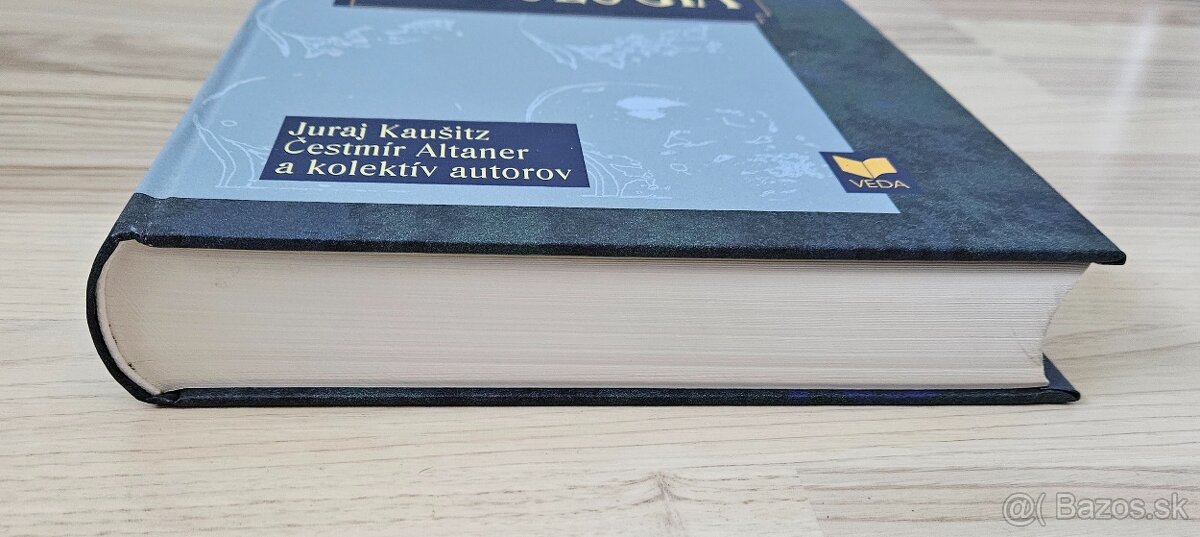 Juraj Kaušitz
Čestmír Altaner
a kolektív autorov
VEDA
@( Bazos.sk